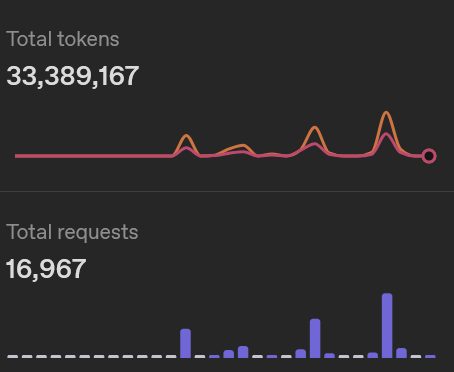 Total tokens
33,389,167
Total requests
16,967